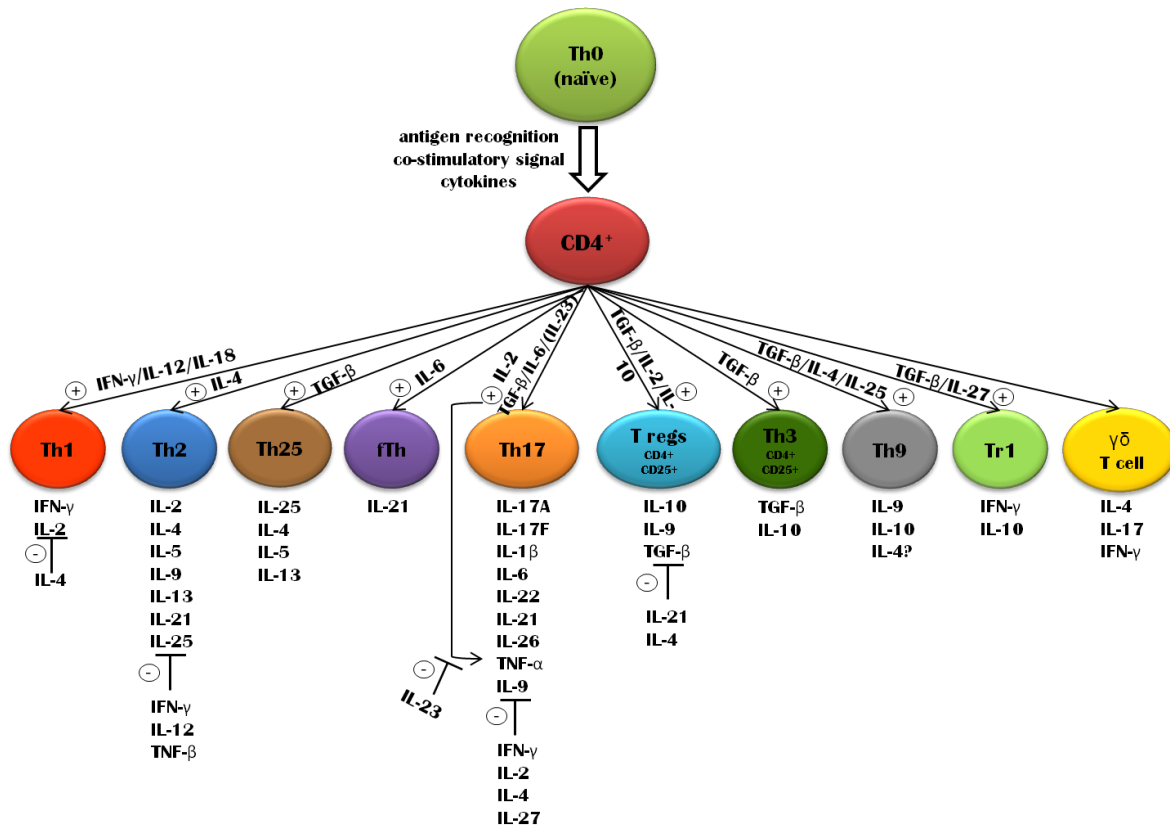 Th0
(naïve)
antigen recognition
co-stimulatory signal
cytokines
CD4+
IFN-γ/IL-12/IL-18
IL-4
TGF-β
IL-6
IL-2
TGF-β/IL-6/(IL-23)
TGF-β/IL-2/IL-
10
TGF-β
TGF-β/IL-4/IL-25
TGF-β/IL-27
+
+
+
+
+
+
+
+
+
Th1
Th2
Th25
fTh
Th17
T regs
CD4+
CD25+
Th3
CD4+
CD25+
Th9
Tr1
γδ
T cell
IFN-γ
IL-2
-
IL-4
IL-2
IL-4
IL-5
IL-9
IL-13
IL-21
IL-25
-
IFN-γ
IL-12
TNF-β
IL-25
IL-4
IL-5
IL-13
IL-21
IL-17A
IL-17F
IL-1β
IL-6
IL-22
IL-21
IL-26
TNF-α
IL-9
-
IL-23
-
IFN-γ
IL-2
IL-4
IL-27
IL-10
IL-9
TGF-β
-
IL-21
IL-4
TGF-β
IL-10
IL-9
IL-10
IL-4?
IFN-γ
IL-10
IL-4
IL-17
IFN-γ